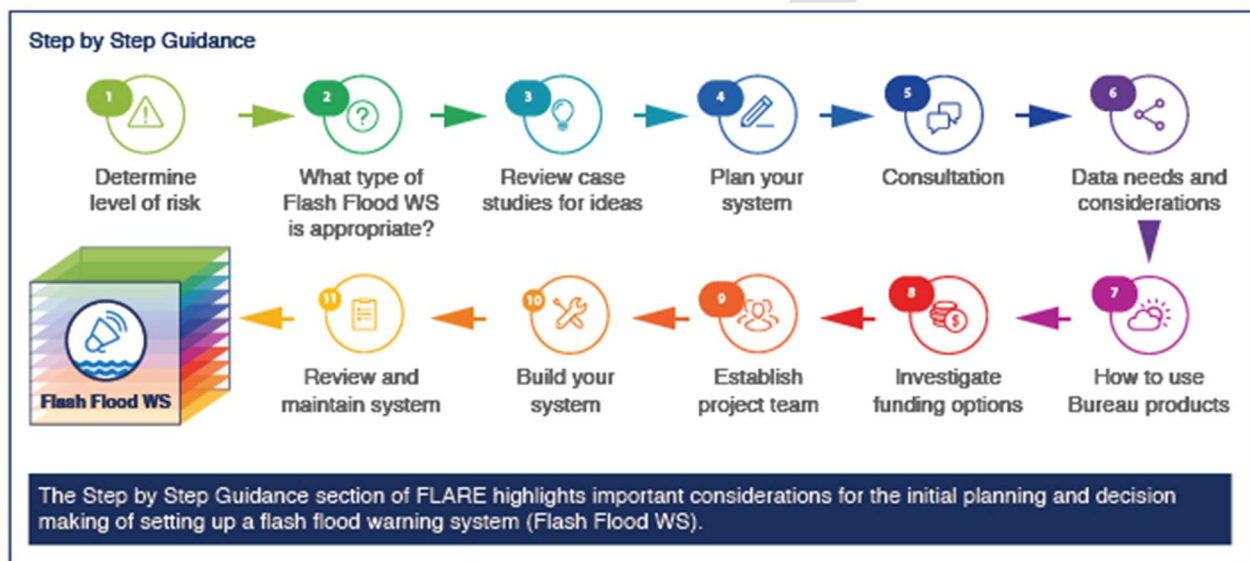 Step by Step Guidance
1
Determine
level of risk
2
What type of
Flash Flood WS
is appropriate?
3
Review case
studies for ideas
4
Plan your
system
5
Consultation
6
Data needs and
considerations
7
How to use
Bureau products
8
$
Investigate
funding options
9
Establish
project team
10
Build your
system
11
Review and
maintain system
Flash Flood WS
The Step by Step Guidance section of FLARE highlights important considerations for the initial planning and decision
making of setting up a flash flood warning system (Flash Flood WS).